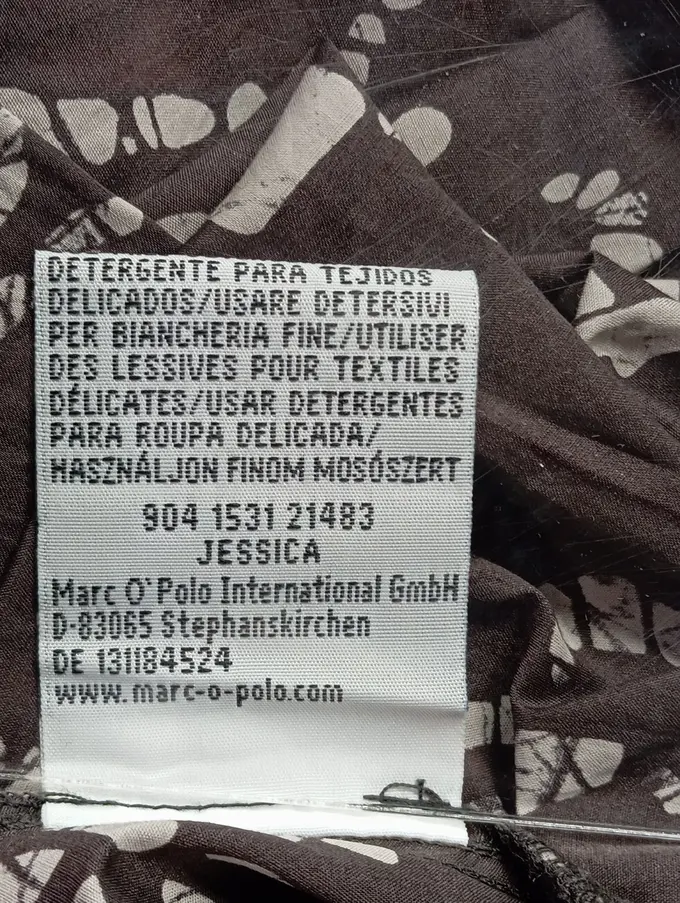 DETERGENTE PARA TEJIDOS
DELICADOS/USARE DETERSIVI
PER BIANCHERIA FINE/UTILISER
DES LESSIVES POUR TEXTILES
DÉLICATES/USAR DETERGENTES
PARA ROUPA DELICADA/
HASZNÁLJON FINOM MOSÓSZERT
904 1531 21483
JESSICA
Marc O'Polo International GmbH
D-83065 Stephanskirchen
DE 131184524
www.marc-o-polo.com